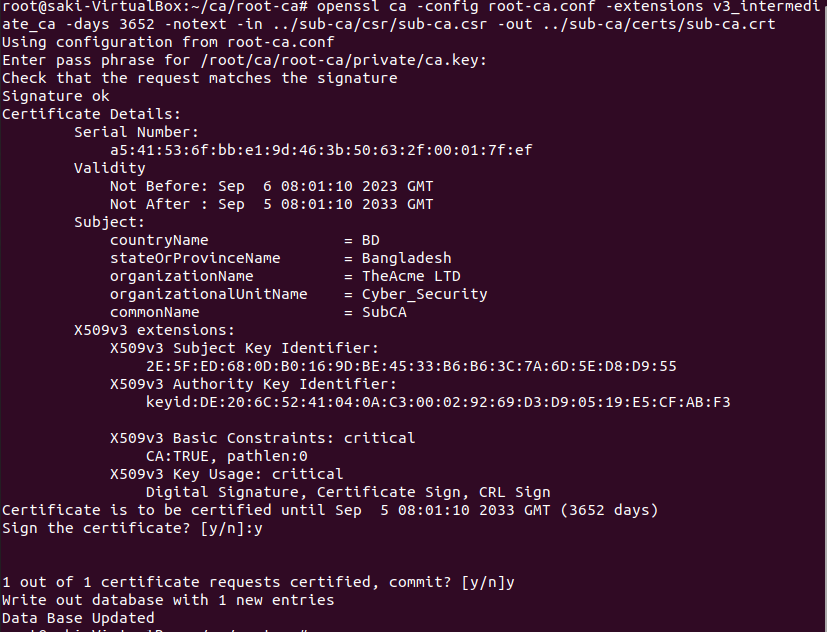 root@saki-VirtualBox:~/ca/root-ca# openssl ca -config root-ca.conf -extensions v3_intermedi
ate_ca -days 3652 -notext -in ../sub-ca/csr/sub-ca.csr -out ../sub-ca/certs/sub-ca.crt
Using configuration from root-ca.conf
Enter pass phrase for /root/ca/root-ca/private/ca.key:
Check that the request matches the signature
Signature ok
Certificate Details:
        Serial Number:
            a5:41:53:6f:bb:e1:9d:46:3b:50:63:2f:00:01:7f:ef
        Validity
            Not Before: Sep  6 08:01:10 2023 GMT
            Not After : Sep  5 08:01:10 2033 GMT
        Subject:
            countryName               = BD
            stateOrProvinceName       = Bangladesh
            organizationName          = TheAcme LTD
            organizationalUnitName    = Cyber_Security
            commonName                = SubCA
        X509v3 extensions:
            X509v3 Subject Key Identifier:
                2E:5F:ED:68:0D:B0:16:9D:BE:45:33:B6:B6:3C:7A:6D:5E:D8:D9:55
            X509v3 Authority Key Identifier:
                keyid:DE:20:6C:52:41:04:0A:C3:00:02:92:69:D3:D9:05:19:E5:CF:AB:F3
            X509v3 Basic Constraints: critical
                CA:TRUE, pathlen:0
            X509v3 Key Usage: critical
                Digital Signature, Certificate Sign, CRL Sign
Certificate is to be certified until Sep  5 08:01:10 2033 GMT (3652 days)
Sign the certificate? [y/n]:y
1 out of 1 certificate requests certified, commit? [y/n]y
Write out database with 1 new entries
Data Base Updated